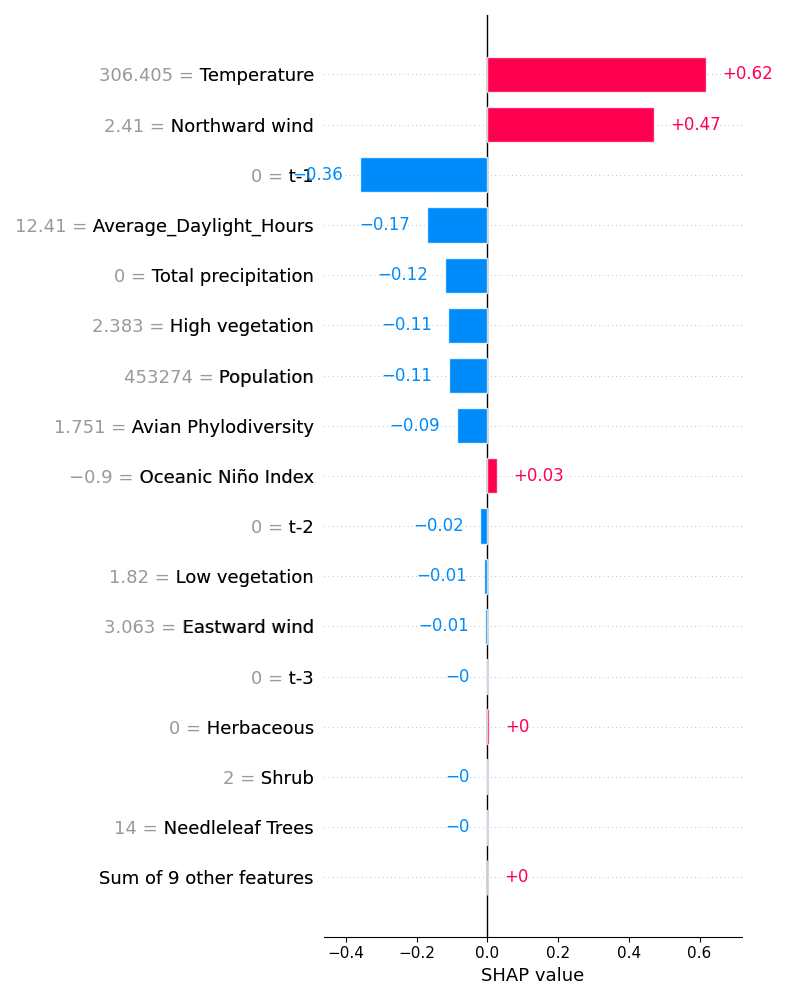 306.405 = Temperature +0.62
2.41 = Northward wind +0.47
0 = t-1 −0.36
12.41 = Average_Daylight_Hours −0.17
0 = Total precipitation −0.12
2.383 = High vegetation −0.11
453274 = Population −0.11
1.751 = Avian Phylodiversity −0.09
−0.9 = Oceanic Niño Index +0.03
0 = t-2 −0.02
1.82 = Low vegetation −0.01
3.063 = Eastward wind −0.01
0 = t-3 −0
0 = Herbaceous +0
2 = Shrub −0
14 = Needleleaf Trees −0
Sum of 9 other features +0
−0.4 −0.2 0.0 0.2 0.4 0.6
SHAP value